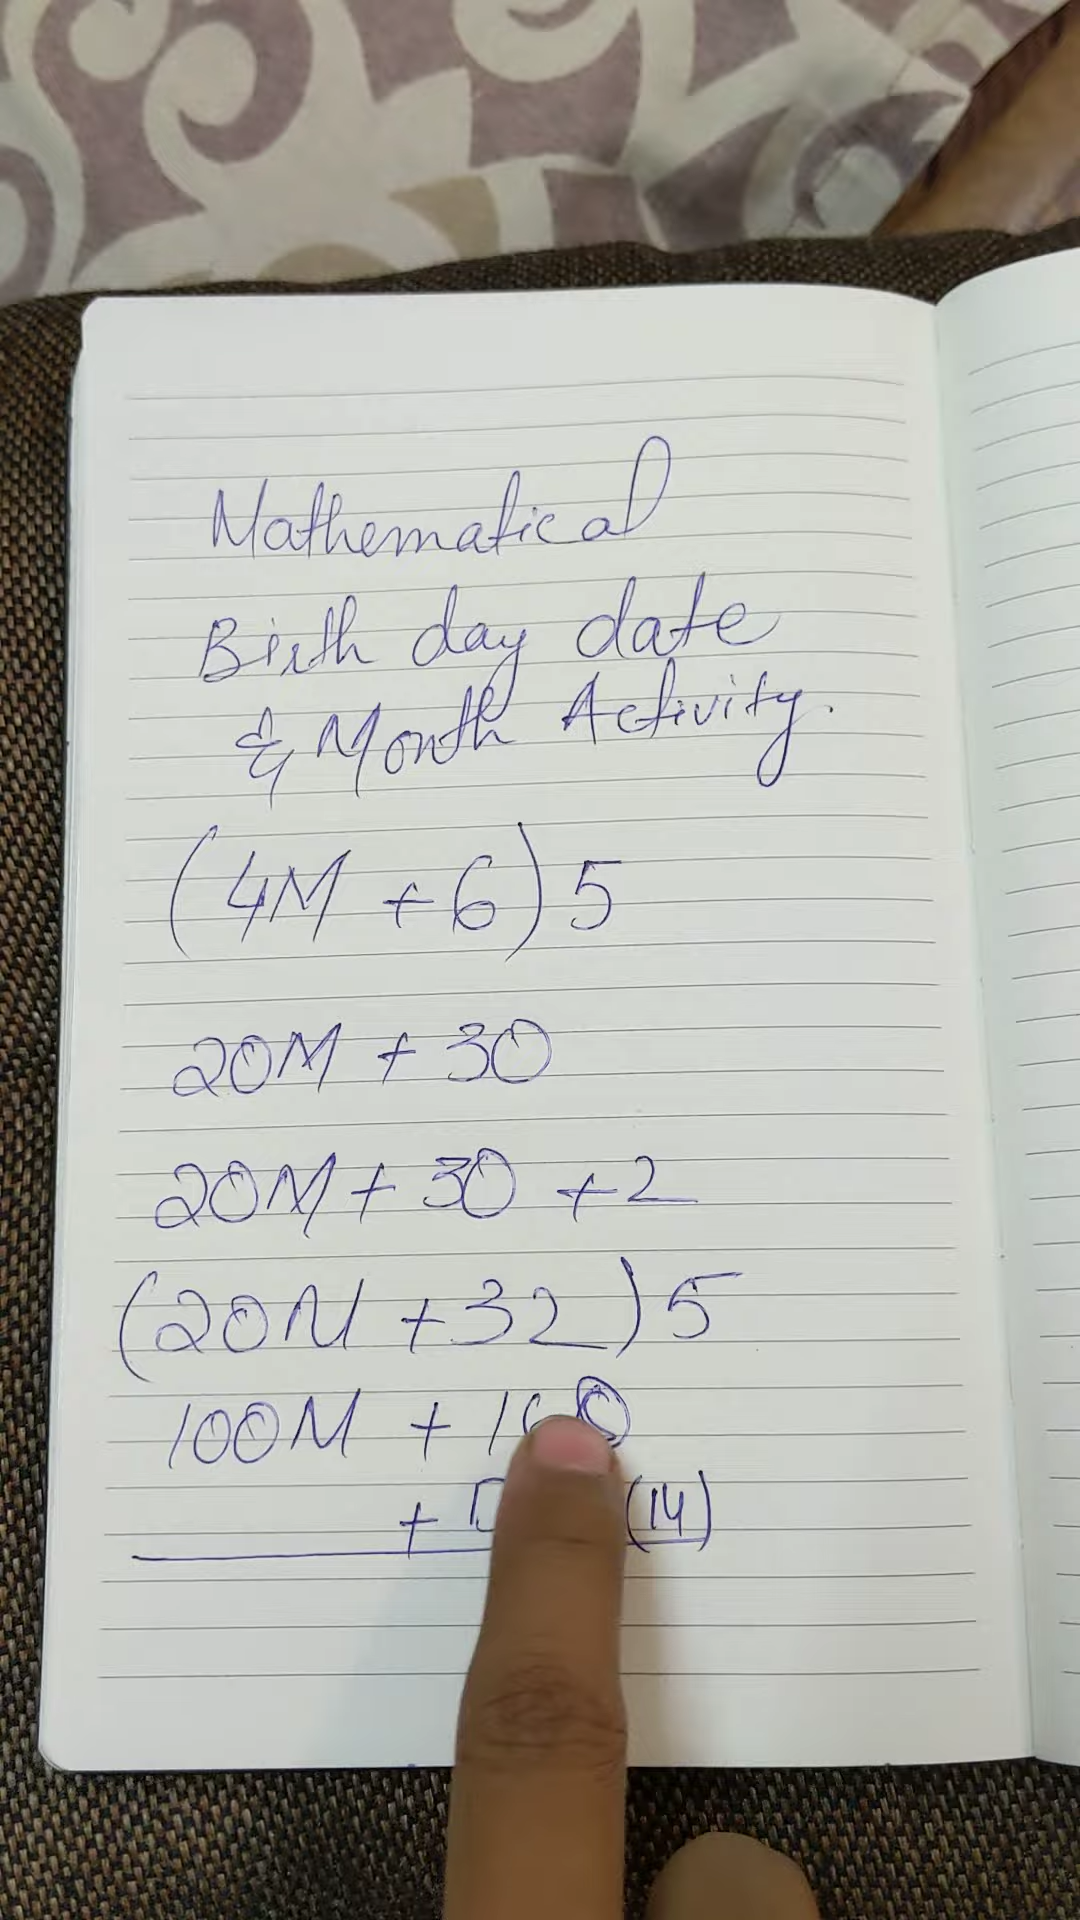 Mathematical
Birth day date
& Month Activity.
(4M + 6) 5
20M + 30
20M + 30 + 2
(20M + 32) 5
100M +
+ (14)